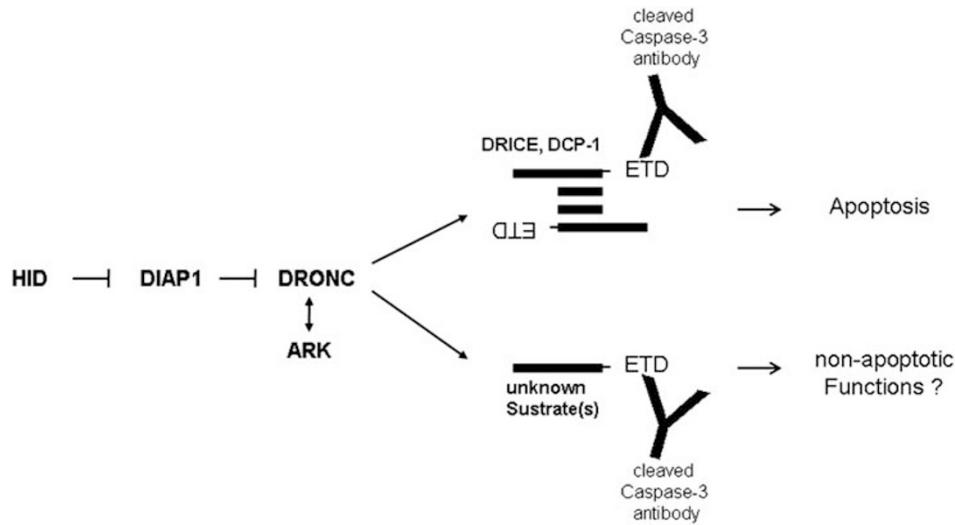 cleaved
Caspase-3
antibody
DRICE, DCP-1
ETD
ETD
Apoptosis
HID
DIAP1
DRONC
ARK
ETD
unknown
Sustrate(s)
non-apoptotic
Functions ?
cleaved
Caspase-3
antibody